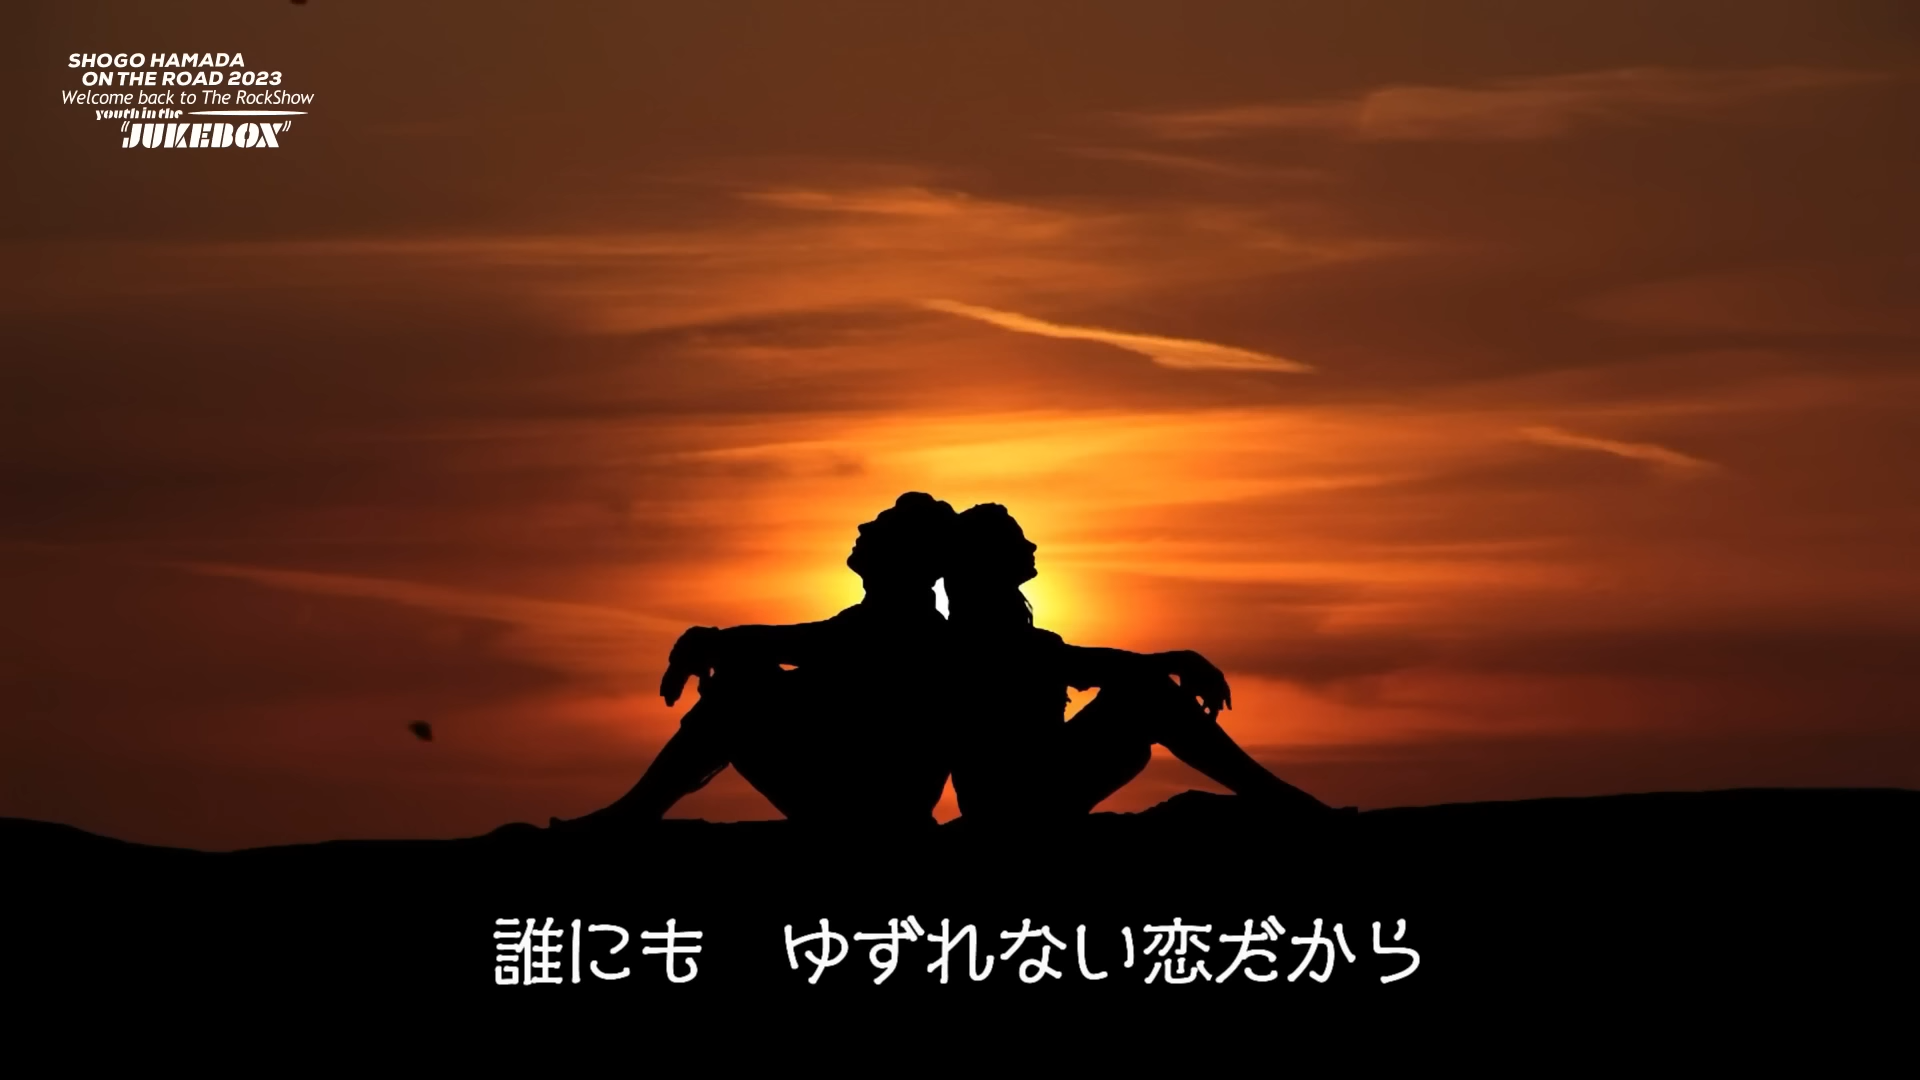 SHOGO HAMADA
ON THE ROAD 2023
Welcome back to The RockShow
youth in the
"JUKEBOX"
誰にも　ゆずれない恋だから